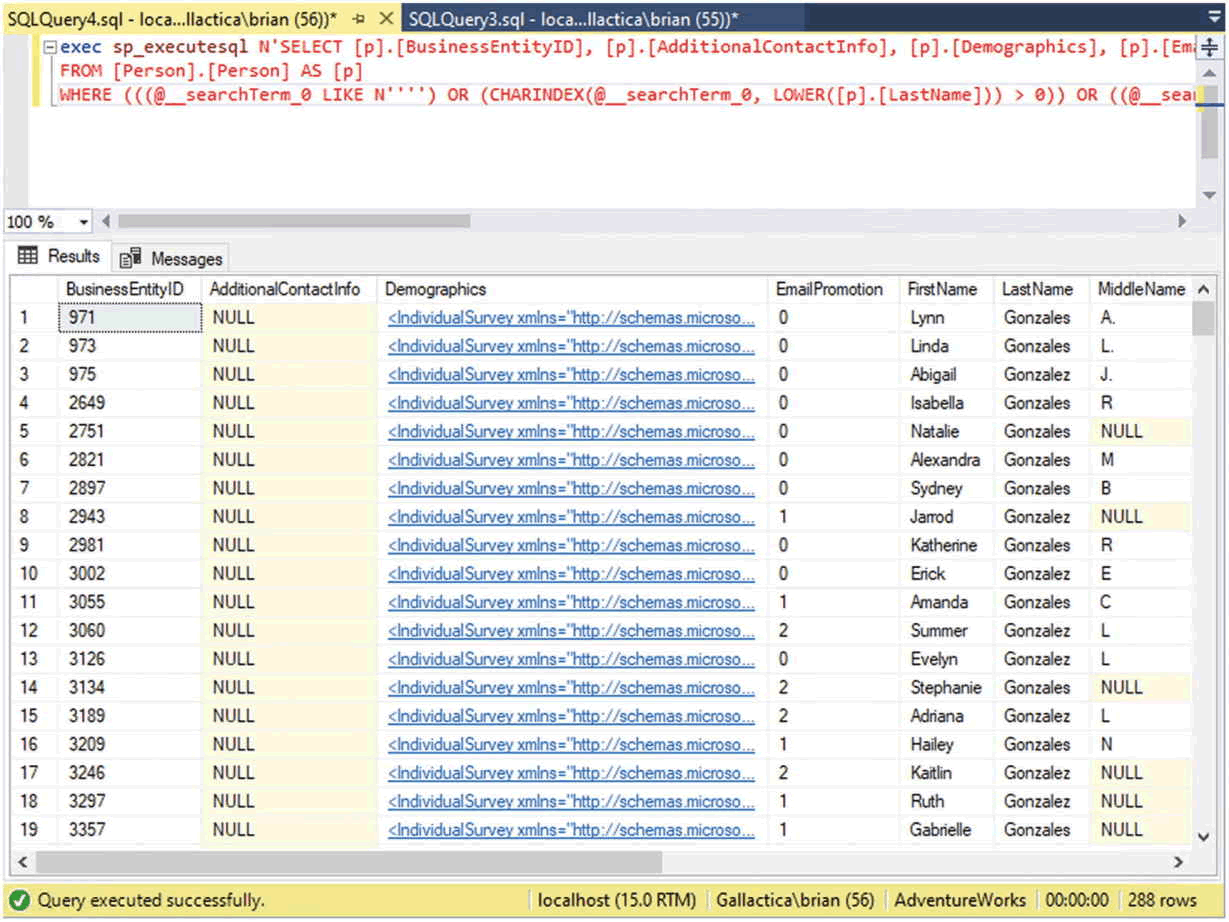 SQLQuery4.sql - loca...llactica\brian (56))* SQLQuery3.sql - loca...llactica\brian (55))*
exec sp_executesql N'SELECT [p].[BusinessEntityID], [p].[AdditionalContactInfo], [p].[Demographics], [p].[Ema
FROM [Person].[Person] AS [p]
WHERE (((@__searchTerm_0 LIKE N'''') OR (CHARINDEX(@__searchTerm_0, LOWER([p].[LastName])) > 0)) OR ((@__sear
100 %
Results Messages
BusinessEntityID AdditionalContactInfo Demographics EmailPromotion FirstName LastName MiddleName
1 971 NULL <IndividualSurvey xmlns="http://schemas.microso... 0 Lynn Gonzales A.
2 973 NULL <IndividualSurvey xmlns="http://schemas.microso... 0 Linda Gonzales L.
3 975 NULL <IndividualSurvey xmlns="http://schemas.microso... 0 Abigail Gonzalez J.
4 2649 NULL <IndividualSurvey xmlns="http://schemas.microso... 0 Isabella Gonzales R
5 2751 NULL <IndividualSurvey xmlns="http://schemas.microso... 0 Natalie Gonzales NULL
6 2821 NULL <IndividualSurvey xmlns="http://schemas.microso... 0 Alexandra Gonzales M
7 2897 NULL <IndividualSurvey xmlns="http://schemas.microso... 0 Sydney Gonzales B
8 2943 NULL <IndividualSurvey xmlns="http://schemas.microso... 1 Jarrod Gonzalez NULL
9 2981 NULL <IndividualSurvey xmlns="http://schemas.microso... 0 Katherine Gonzales R
10 3002 NULL <IndividualSurvey xmlns="http://schemas.microso... 0 Erick Gonzalez E
11 3055 NULL <IndividualSurvey xmlns="http://schemas.microso... 1 Amanda Gonzales C
12 3060 NULL <IndividualSurvey xmlns="http://schemas.microso... 2 Summer Gonzalez L
13 3126 NULL <IndividualSurvey xmlns="http://schemas.microso... 0 Evelyn Gonzalez L
14 3134 NULL <IndividualSurvey xmlns="http://schemas.microso... 2 Stephanie Gonzales NULL
15 3189 NULL <IndividualSurvey xmlns="http://schemas.microso... 2 Adriana Gonzalez L
16 3209 NULL <IndividualSurvey xmlns="http://schemas.microso... 1 Hailey Gonzales N
17 3246 NULL <IndividualSurvey xmlns="http://schemas.microso... 2 Kaitlin Gonzalez NULL
18 3297 NULL <IndividualSurvey xmlns="http://schemas.microso... 1 Ruth Gonzalez NULL
19 3357 NULL <IndividualSurvey xmlns="http://schemas.microso... 1 Gabrielle Gonzales NULL
Query executed successfully. localhost (15.0 RTM) Gallactica\brian (56) AdventureWorks 00:00:00 288 rows